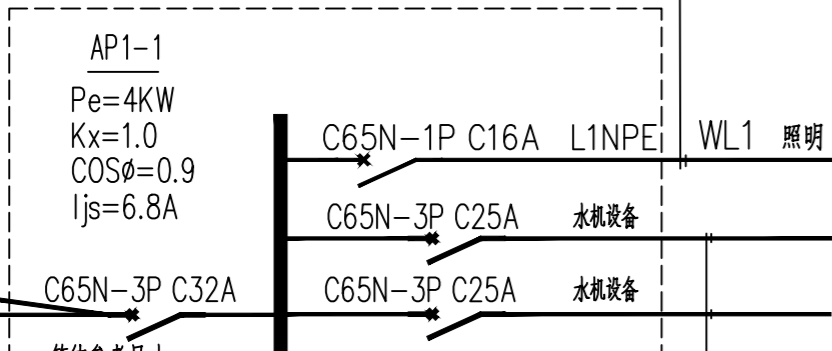 AP1-1
Pe=4KW
Kx=1.0
COSø=0.9
Ijs=6.8A
C65N-1P C16A L1NPE WL1 照明
C65N-3P C25A 水机设备
C65N-3P C32A C65N-3P C25A 水机设备